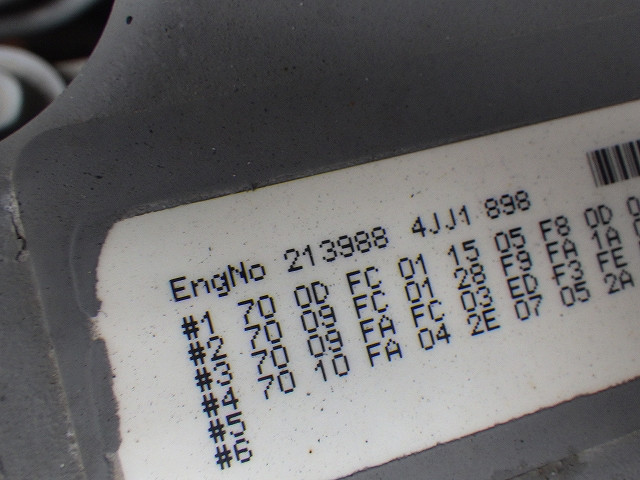 EngNo 213988 4JJ1 898
#1 70 0D FC 01 15 05 F8 0D
#2 70 09 FC 01 28 F9 FA 1A
#3 70 09 FA FC 03 ED F3 FE
#4 70 10 FA 04 2E 07 05 2A
#5
#6